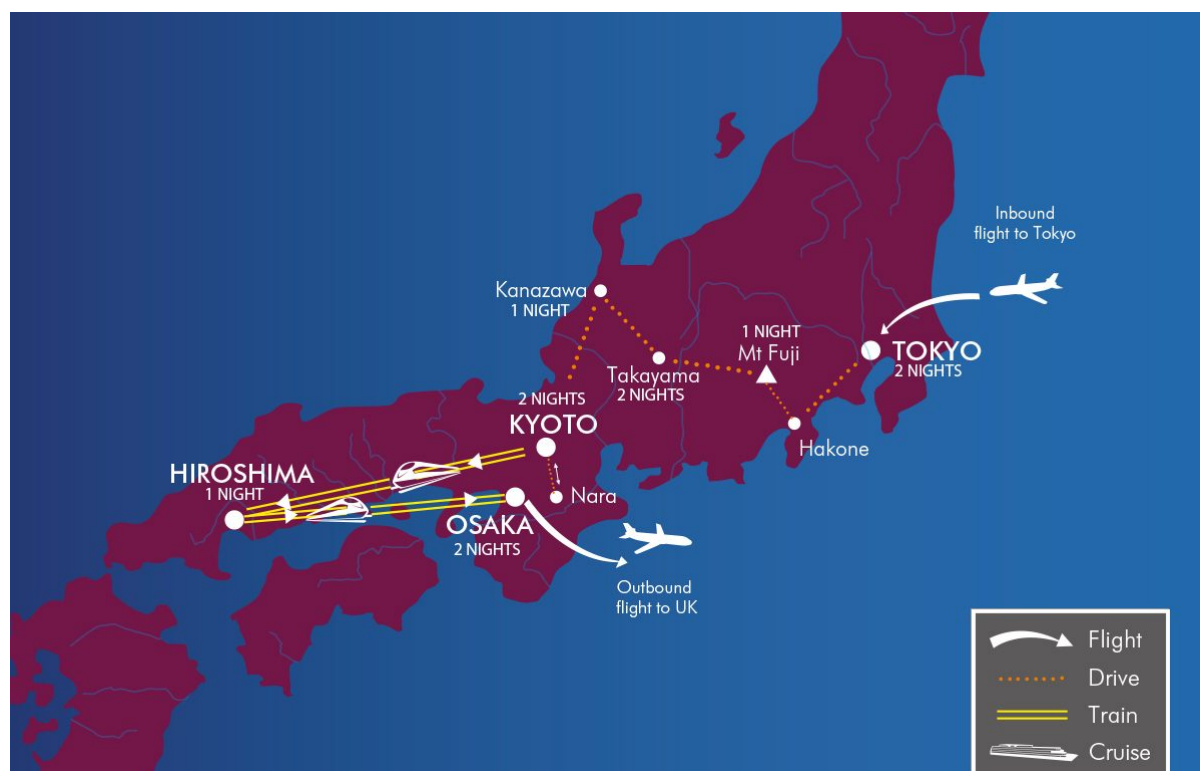 Inbound
flight to Tokyo
Kanazawa
1 NIGHT
1 NIGHT
Mt Fuji
TOKYO
2 NIGHTS
Takayama
2 NIGHTS
2 NIGHTS
KYOTO
Hakone
HIROSHIMA
1 NIGHT
Nara
OSAKA
2 NIGHTS
Outbound
flight to UK
Flight
Drive
Train
Cruise